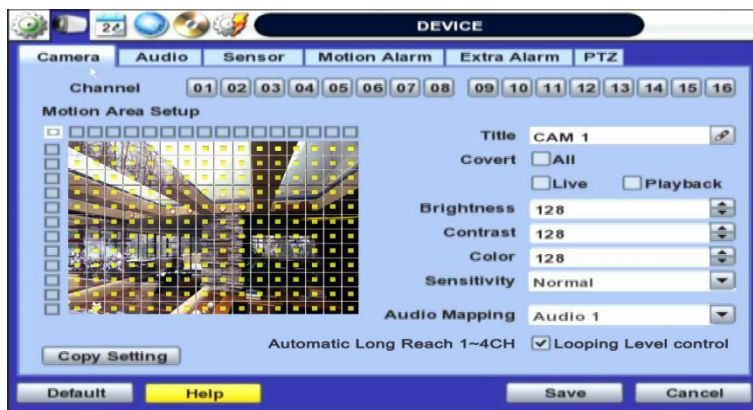 DEVICE
Camera Audio Sensor Motion Alarm Extra Alarm PTZ
Channel 01 02 03 04 05 06 07 08 09 10 11 12 13 14 15 16
Motion Area Setup
Title CAM 1
Covert All
Live Playback
Brightness 128
Contrast 128
Color 128
Sensitivity Normal
Audio Mapping Audio 1
Automatic Long Reach 1~4CH Looping Level control
Copy Setting
Default Help Save Cancel